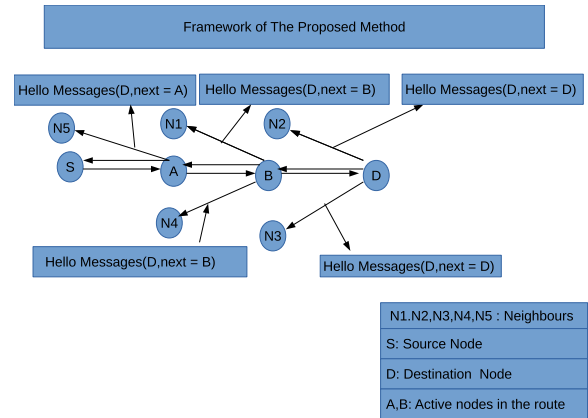 Framework of The Proposed Method
Hello Messages(D,next = A)
Hello Messages(D,next = B)
Hello Messages(D,next = D)
N5
N1
N2
S
A
B
D
N4
N3
Hello Messages(D,next = B)
Hello Messages(D,next = D)
N1.N2,N3,N4,N5 : Neighbours
S: Source Node
D: Destination Node
A,B: Active nodes in the route